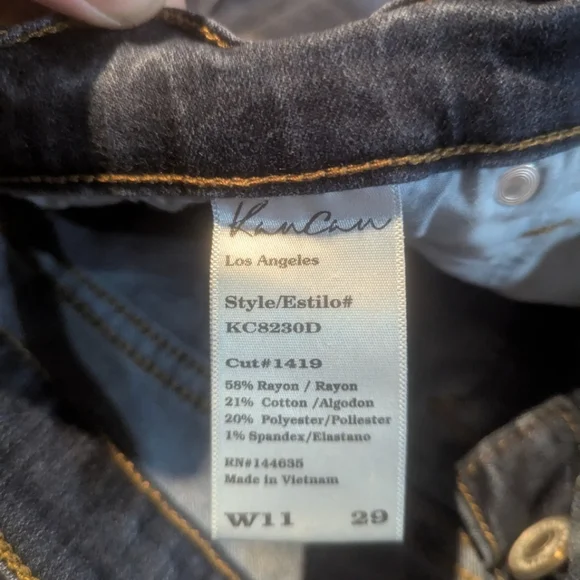 KanCan
Los Angeles
Style/Estilo#
KC8230D
Cut#1419
58% Rayon / Rayon
21% Cotton /Algodon
20% Polyester/Poliester
1% Spandex/Elastano
RN#144635
Made in Vietnam
W11 29